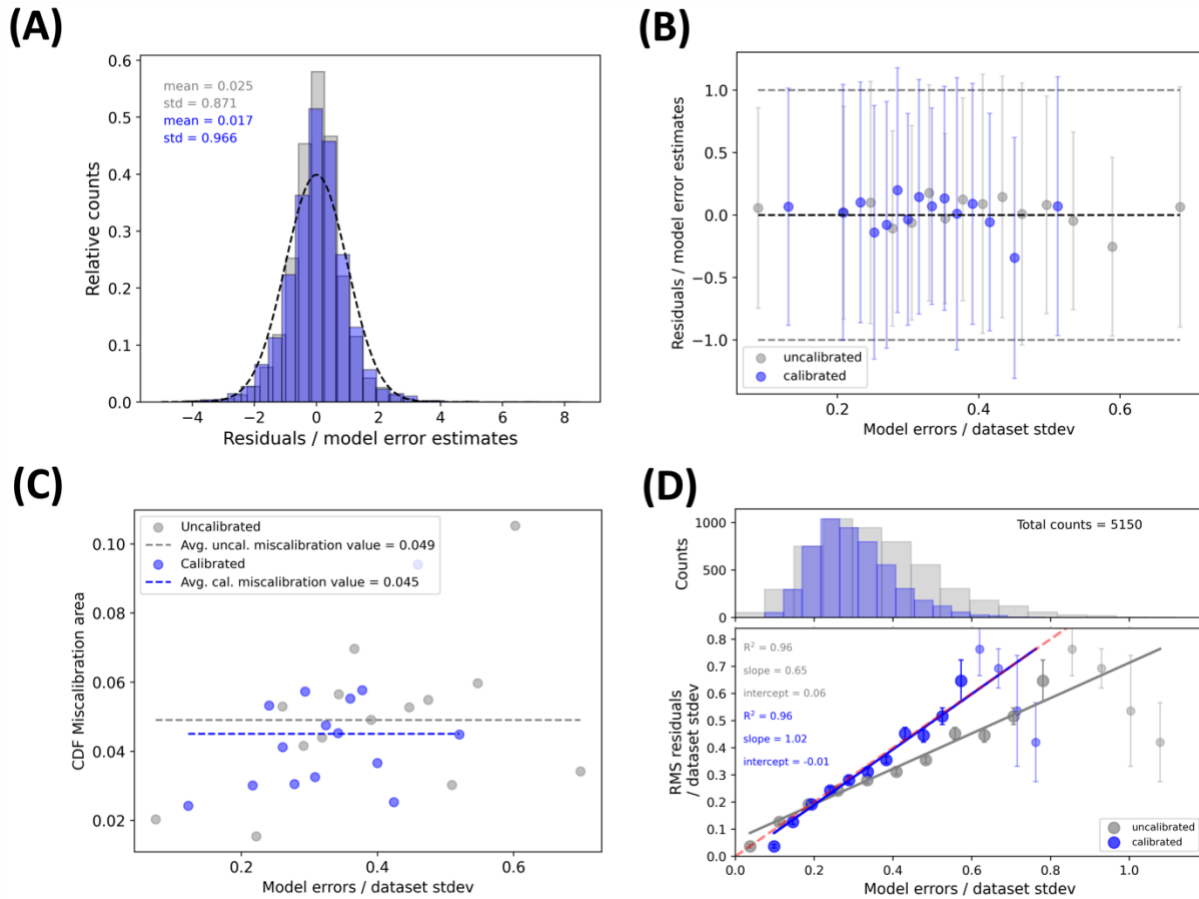 (A)
0.6
0.5
0.4
0.3
0.2
0.1
0.0
Relative counts
mean = 0.025
std = 0.871
mean = 0.017
std = 0.966
−4 −2 0 2 4 6 8
Residuals / model error estimates
(B)
1.0
0.5
0.0
−0.5
−1.0
Residuals / model error estimates
uncalibrated
calibrated
0.2 0.4 0.6
Model errors / dataset stdev
(C)
0.10
0.08
0.06
0.04
0.02
CDF Miscalibration area
Uncalibrated
Avg. uncal. miscalibration value = 0.049
Calibrated
Avg. cal. miscalibration value = 0.045
0.2 0.4 0.6
Model errors / dataset stdev
(D)
1000
500
0
Counts
Total counts = 5150
0.8
0.7
0.6
0.5
0.4
0.3
0.2
0.1
0.0
RMS residuals
/ dataset stdev
R² = 0.96
slope = 0.65
intercept = 0.06
R² = 0.96
slope = 1.02
intercept = -0.01
uncalibrated
calibrated
0.0 0.2 0.4 0.6 0.8 1.0
Model errors / dataset stdev